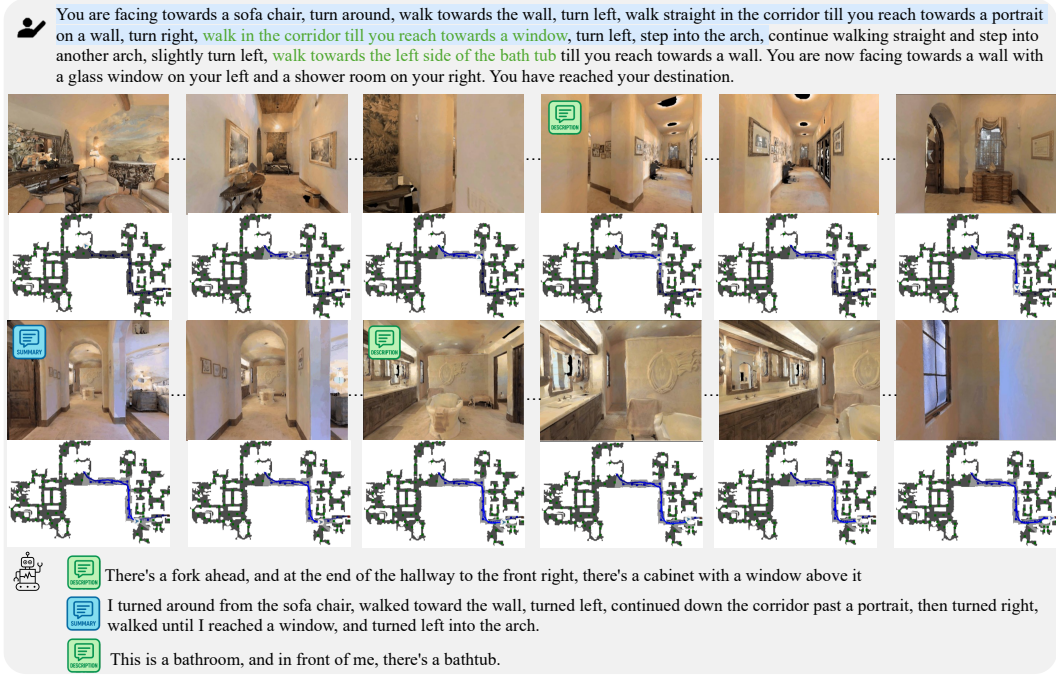 You are facing towards a sofa chair, turn around, walk towards the wall, turn left, walk straight in the corridor till you reach towards a portrait
on a wall, turn right, walk in the corridor till you reach towards a window, turn left, step into the arch, continue walking straight and step into
another arch, slightly turn left, walk towards the left side of the bath tub till you reach towards a wall. You are now facing towards a wall with
a glass window on your left and a shower room on your right. You have reached your destination.
DESCRIPTION
... ... ... ... ...
SUMMARY
DESCRIPTION
... ... ... ... ...
DESCRIPTION
There's a fork ahead, and at the end of the hallway to the front right, there's a cabinet with a window above it
SUMMARY
I turned around from the sofa chair, walked toward the wall, turned left, continued down the corridor past a portrait, then turned right,
walked until I reached a window, and turned left into the arch.
DESCRIPTION
This is a bathroom, and in front of me, there's a bathtub.